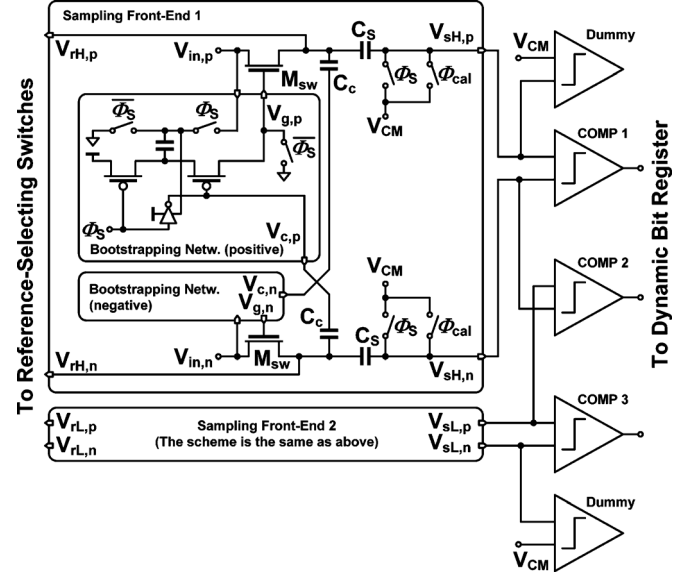 Sampling Front-End 1
To Reference-Selecting Switches
V_rH,p
V_in,p
M_sw
C_c
C_S
V_sH,p
Φ_S
Φ_cal
V_CM
Φ̅_S
Φ_S
V_g,p
Φ̅_S
Φ_S
V_c,p
Bootstrapping Netw. (positive)
Bootstrapping Netw.
(negative)
V_c,n
V_g,n
C_c
V_CM
Φ_S
Φ_cal
C_S
V_rH,n
V_in,n
M_sw
V_sH,n
V_rL,p
V_rL,n
Sampling Front-End 2
(The scheme is the same as above)
V_sL,p
V_sL,n
Dummy
V_CM
COMP 1
COMP 2
COMP 3
Dummy
V_CM
To Dynamic Bit Register